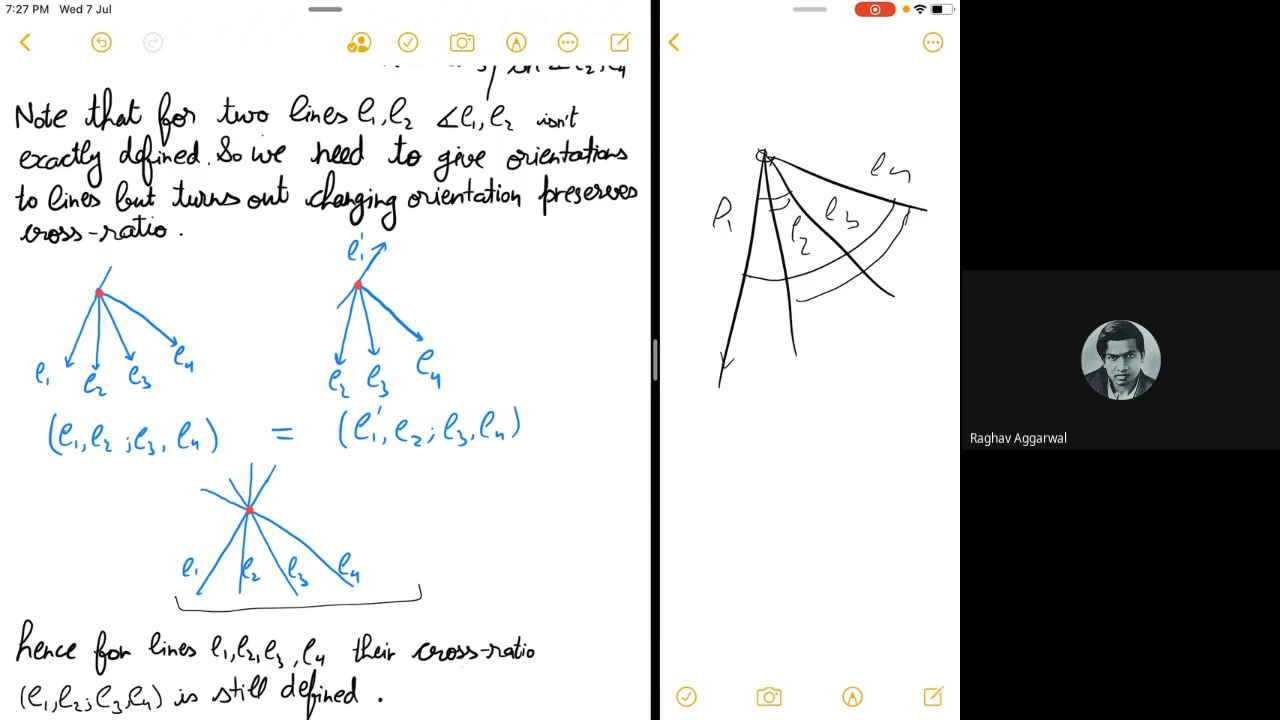 7:27 PM Wed 7 Jul
Note that for two lines l1, l2 ∡l1, l2 isn't
exactly defined. So we need to give orientations
to lines but turns out changing orientation preserves
cross-ratio.
l1 l2 l3 l4
l1' l2 l3 l4
(l1, l2; l3, l4) = (l1', l2; l3, l4)
l1 l2 l3 l4
hence for lines l1, l2, l3, l4 their cross-ratio
(l1, l2; l3, l4) is still defined.
l1 l2 l3 l4
Raghav Aggarwal